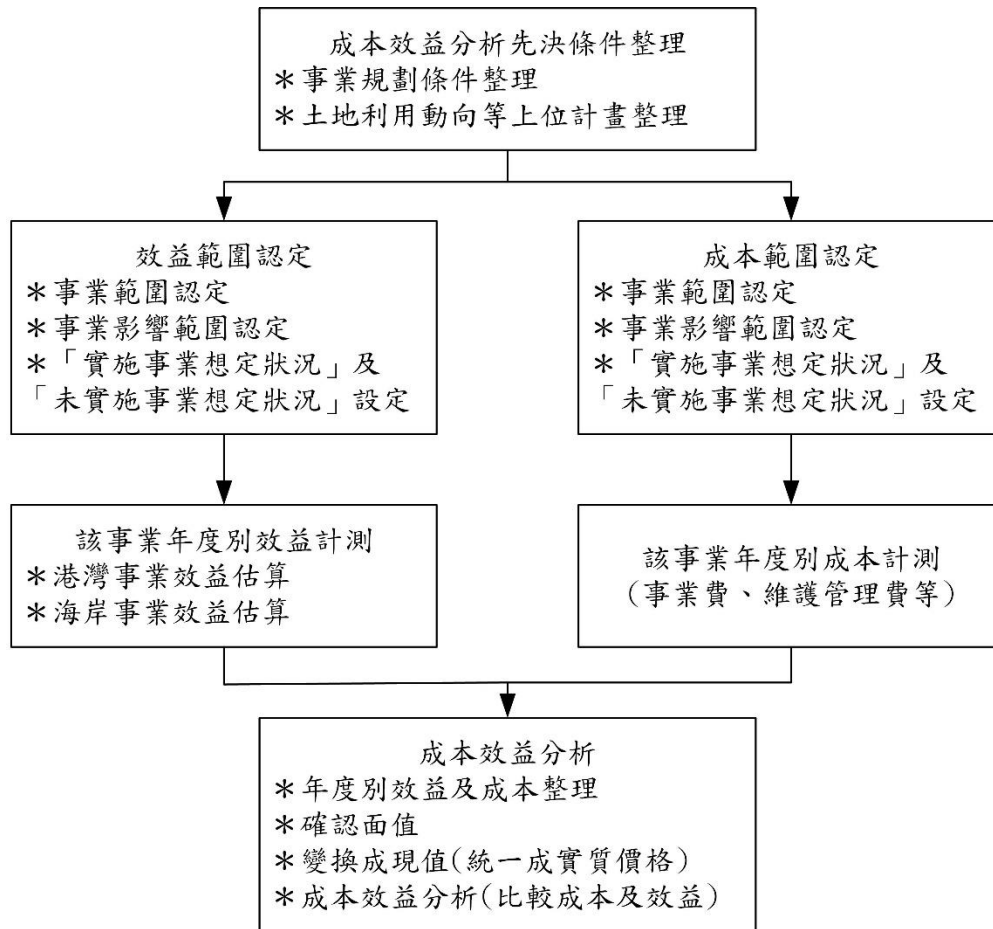 成本效益分析先決條件整理
＊事業規劃條件整理
＊土地利用動向等上位計畫整理
效益範圍認定
＊事業範圍認定
＊事業影響範圍認定
＊「實施事業想定狀況」及
「未實施事業想定狀況」設定
成本範圍認定
＊事業範圍認定
＊事業影響範圍認定
＊「實施事業想定狀況」及
「未實施事業想定狀況」設定
該事業年度別效益計測
＊港灣事業效益估算
＊海岸事業效益估算
該事業年度別成本計測
(事業費、維護管理費等)
成本效益分析
＊年度別效益及成本整理
＊確認面值
＊變換成現值(統一成實質價格)
＊成本效益分析(比較成本及效益)